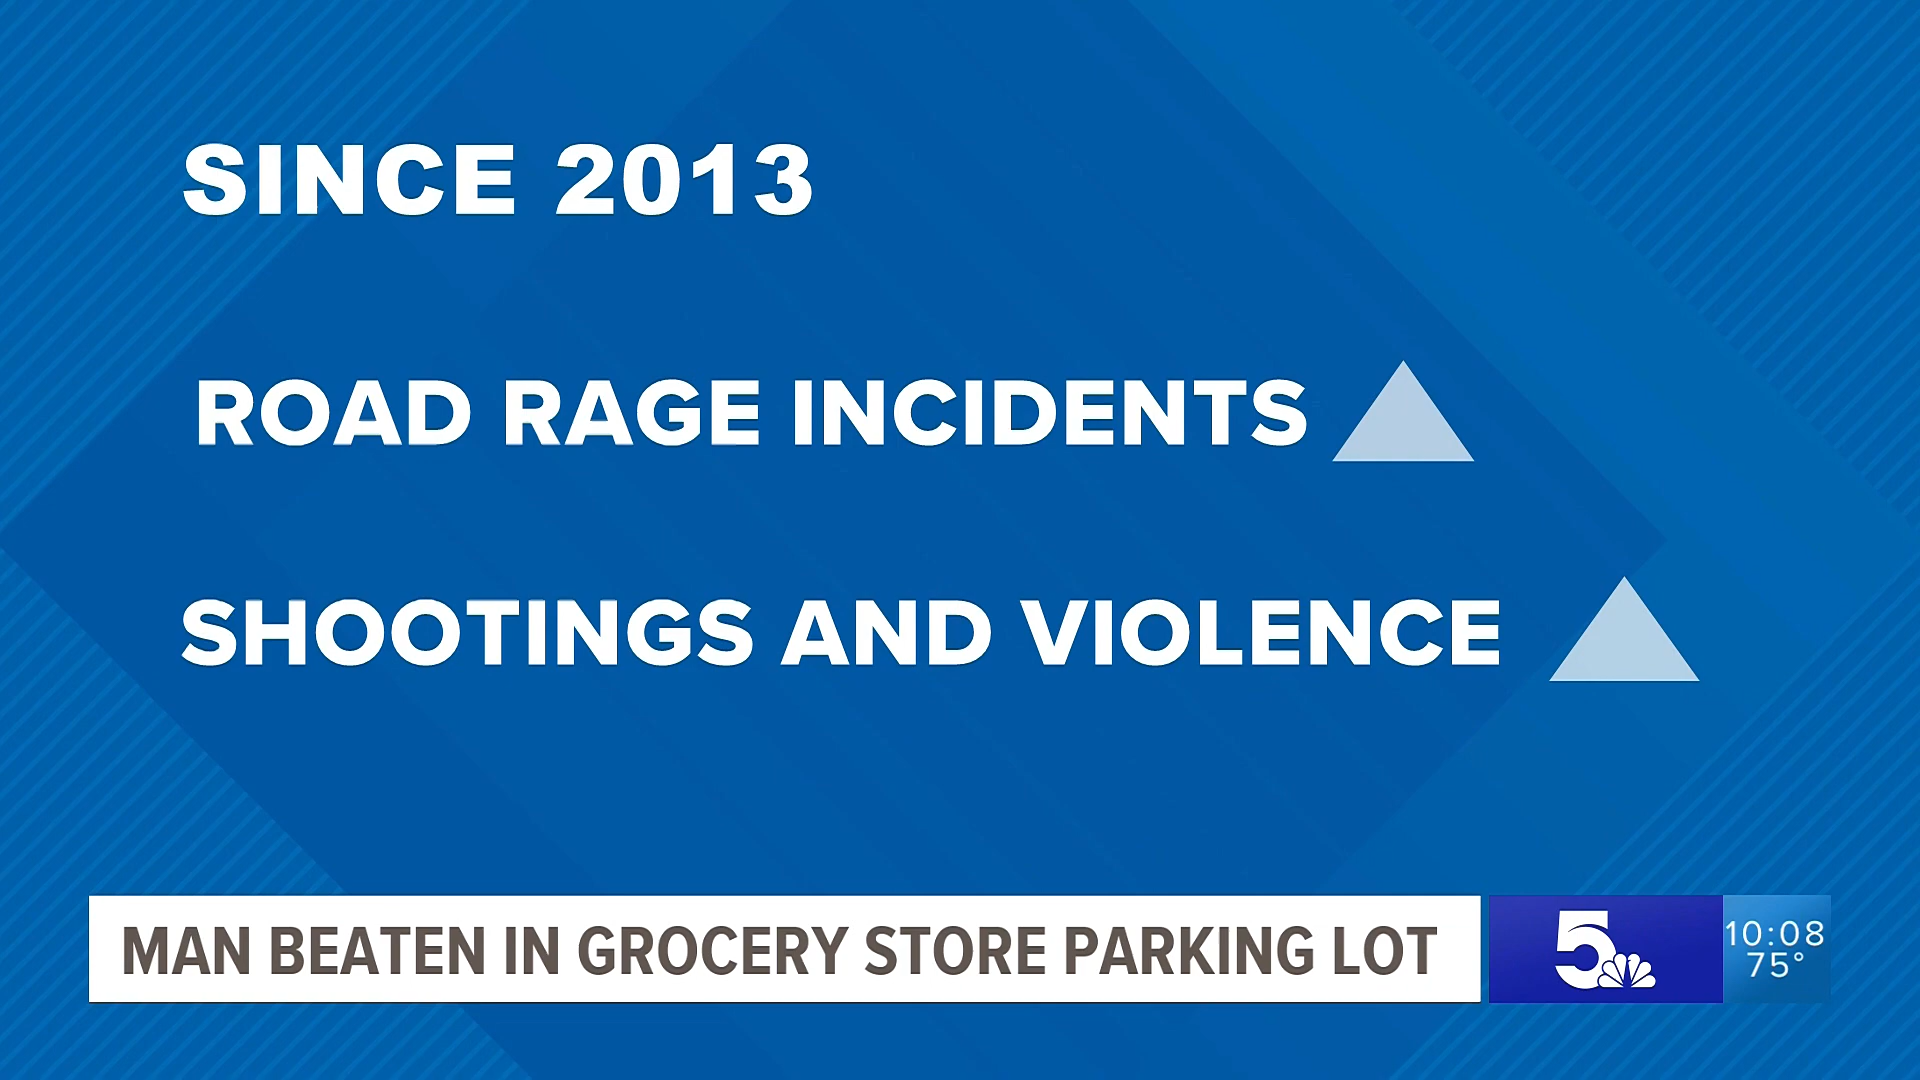 SINCE 2013
ROAD RAGE INCIDENTS
SHOOTINGS AND VIOLENCE
MAN BEATEN IN GROCERY STORE PARKING LOT
5
10:08
75°